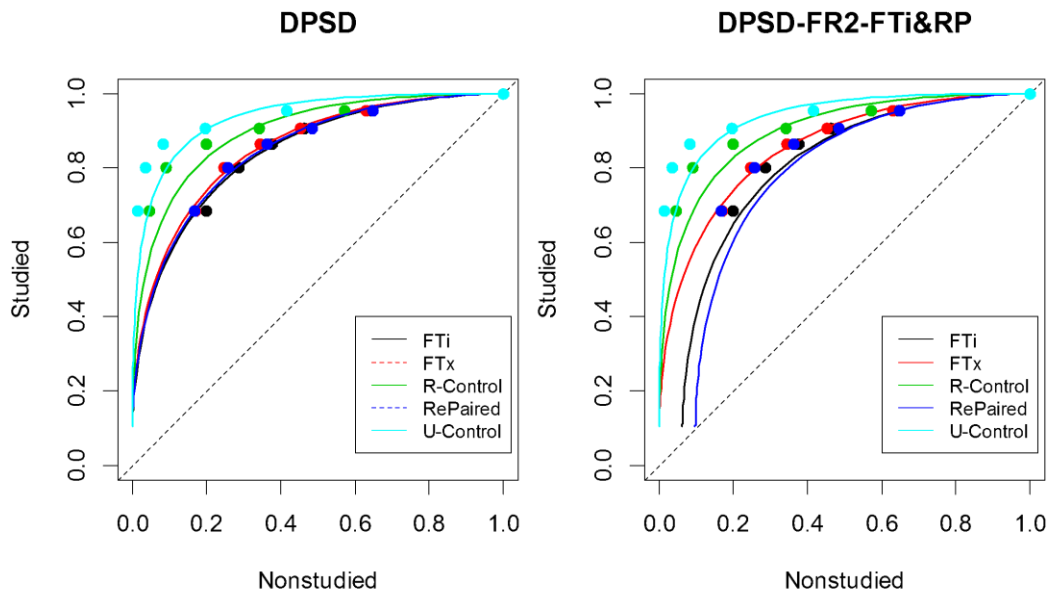 DPSD
Studied
1.0
0.8
0.6
0.4
0.2
0.0
FTi
FTx
R-Control
RePaired
U-Control
0.0 0.2 0.4 0.6 0.8 1.0
Nonstudied
DPSD-FR2-FTi&RP
Studied
1.0
0.8
0.6
0.4
0.2
0.0
FTi
FTx
R-Control
RePaired
U-Control
0.0 0.2 0.4 0.6 0.8 1.0
Nonstudied